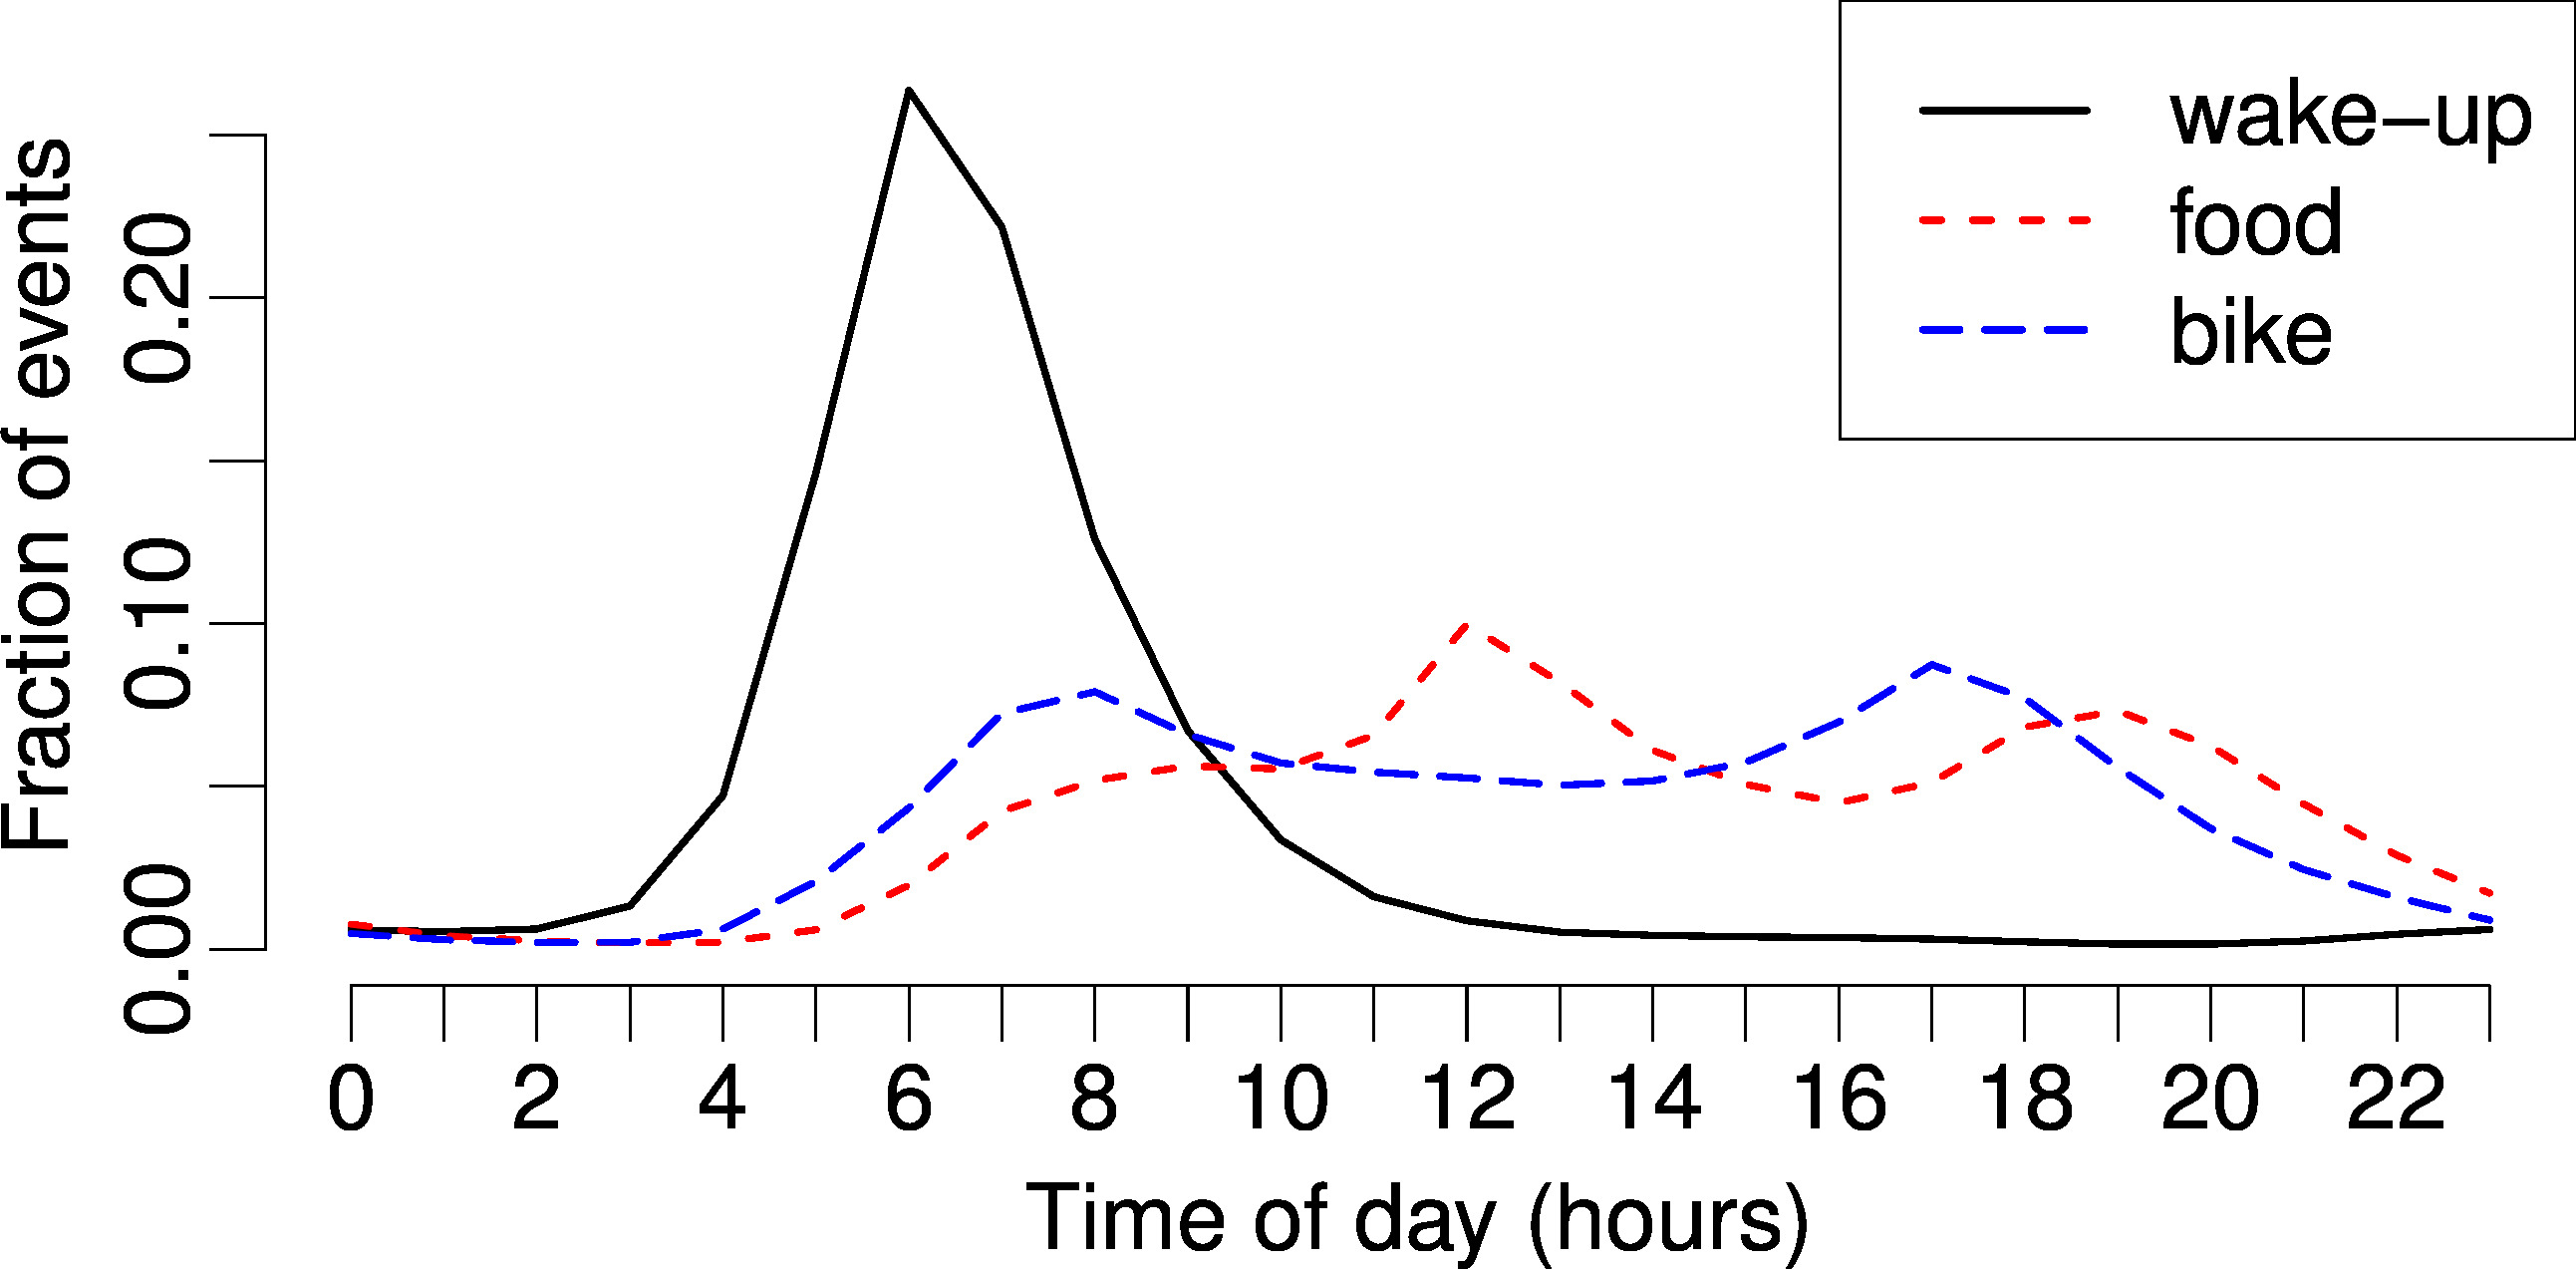 wake-up
food
bike
Fraction of events
0.20
0.10
0.00
0 2 4 6 8 10 12 14 16 18 20 22
Time of day (hours)